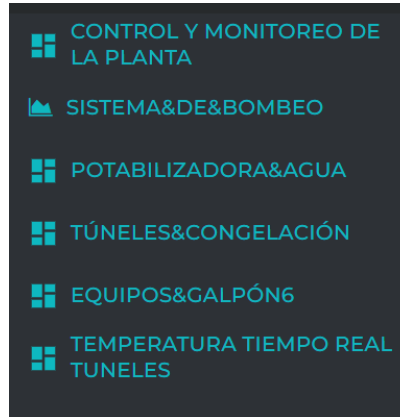 CONTROL Y MONITOREO DE
LA PLANTA
SISTEMA&DE&BOMBEO
POTABILIZADORA&AGUA
TÚNELES&CONGELACIÓN
EQUIPOS&GALPÓN6
TEMPERATURA TIEMPO REAL
TUNELES